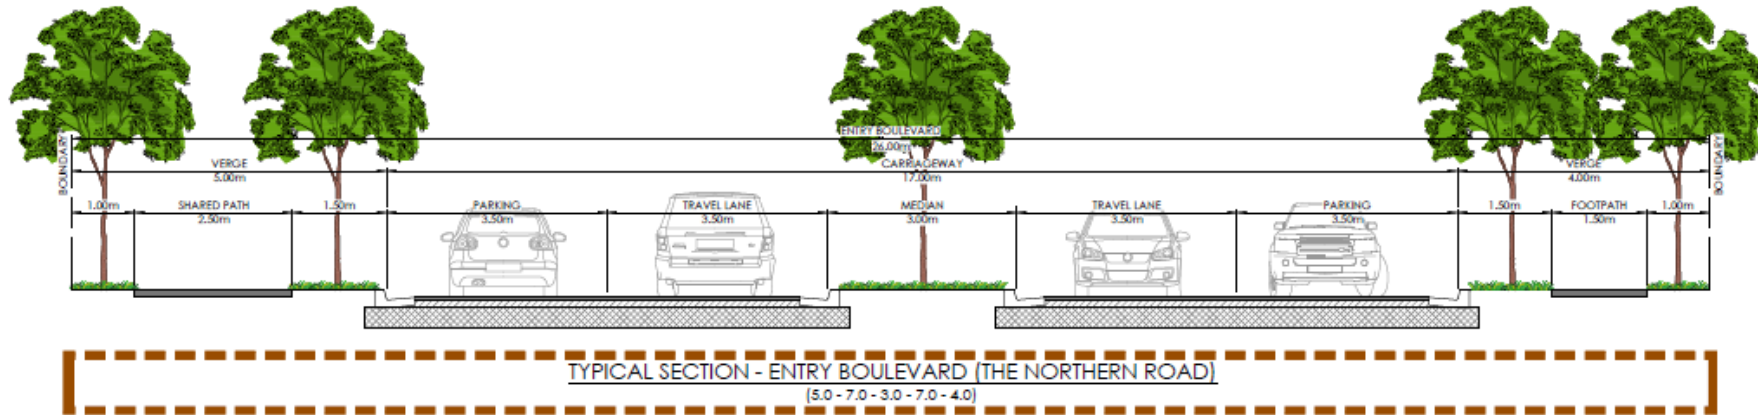 ENTRY BOULEVARD
26.00m
BOUNDARY
VERGE
5.00m
CARRIAGEWAY
17.00m
VERGE
4.00m
BOUNDARY
1.00m
SHARED PATH
2.50m
1.50m
PARKING
3.50m
TRAVEL LANE
3.50m
MEDIAN
3.00m
TRAVEL LANE
3.50m
PARKING
3.50m
1.50m
FOOTPATH
1.50m
1.00m
TYPICAL SECTION - ENTRY BOULEVARD (THE NORTHERN ROAD)
(5.0 - 7.0 - 3.0 - 7.0 - 4.0)